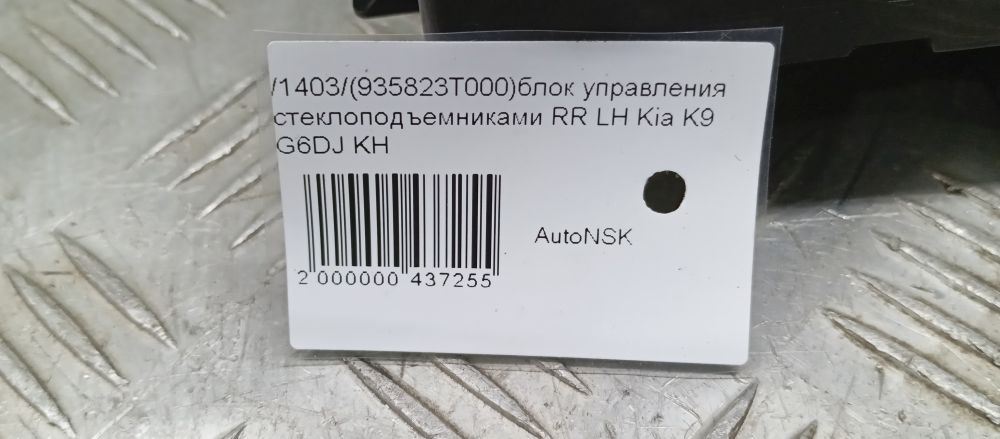 /1403/(935823T000)блок управления
стеклоподъемниками RR LH Kia K9
G6DJ KH
AutoNSK
2 000000 437255